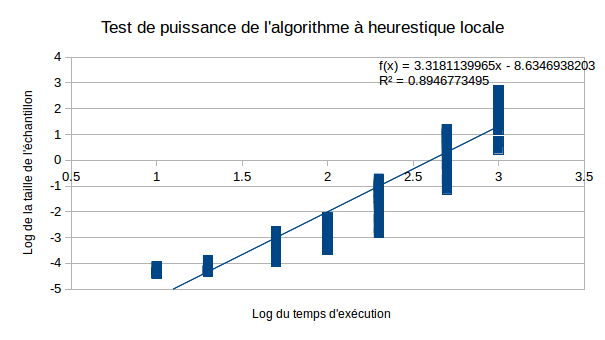 Test de puissance de l'algorithme à heurestique locale
f(x) = 3.3181139965x - 8.6346938203
R² = 0.8946773495
4
3
2
1
0
-1
-2
-3
-4
-5
0.5 1 1.5 2 2.5 3 3.5
Log de la taille de l'échantillon
Log du temps d'exécution